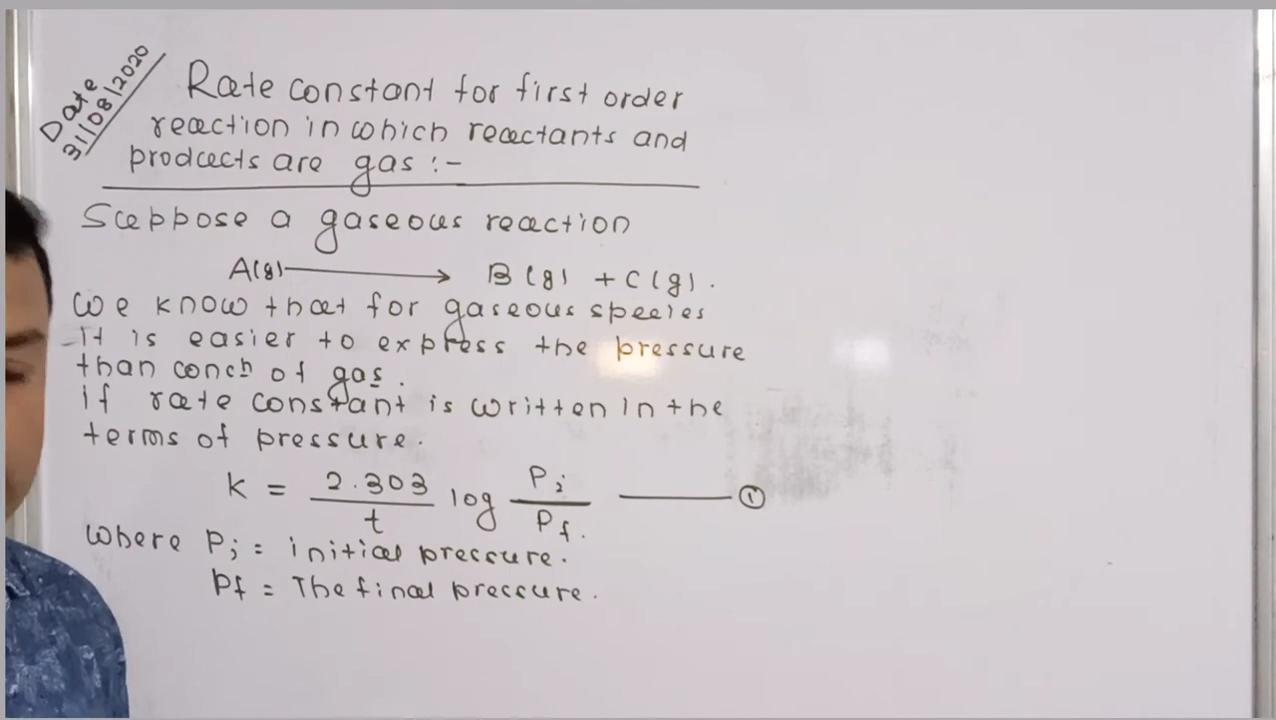 Date
31/08/2020
Rate constant for first order
reaction in which reactants and
products are gas :-
Suppose a gaseous reaction
A(g) → B(g) + C(g).
We know that for gaseous species
It is easier to express the pressure
than concn of gas.
if rate constant is written in the
terms of pressure.
K = 2.303/t log Pi/Pf. ——— ①
where Pi = initial pressure.
Pf = The final pressure.